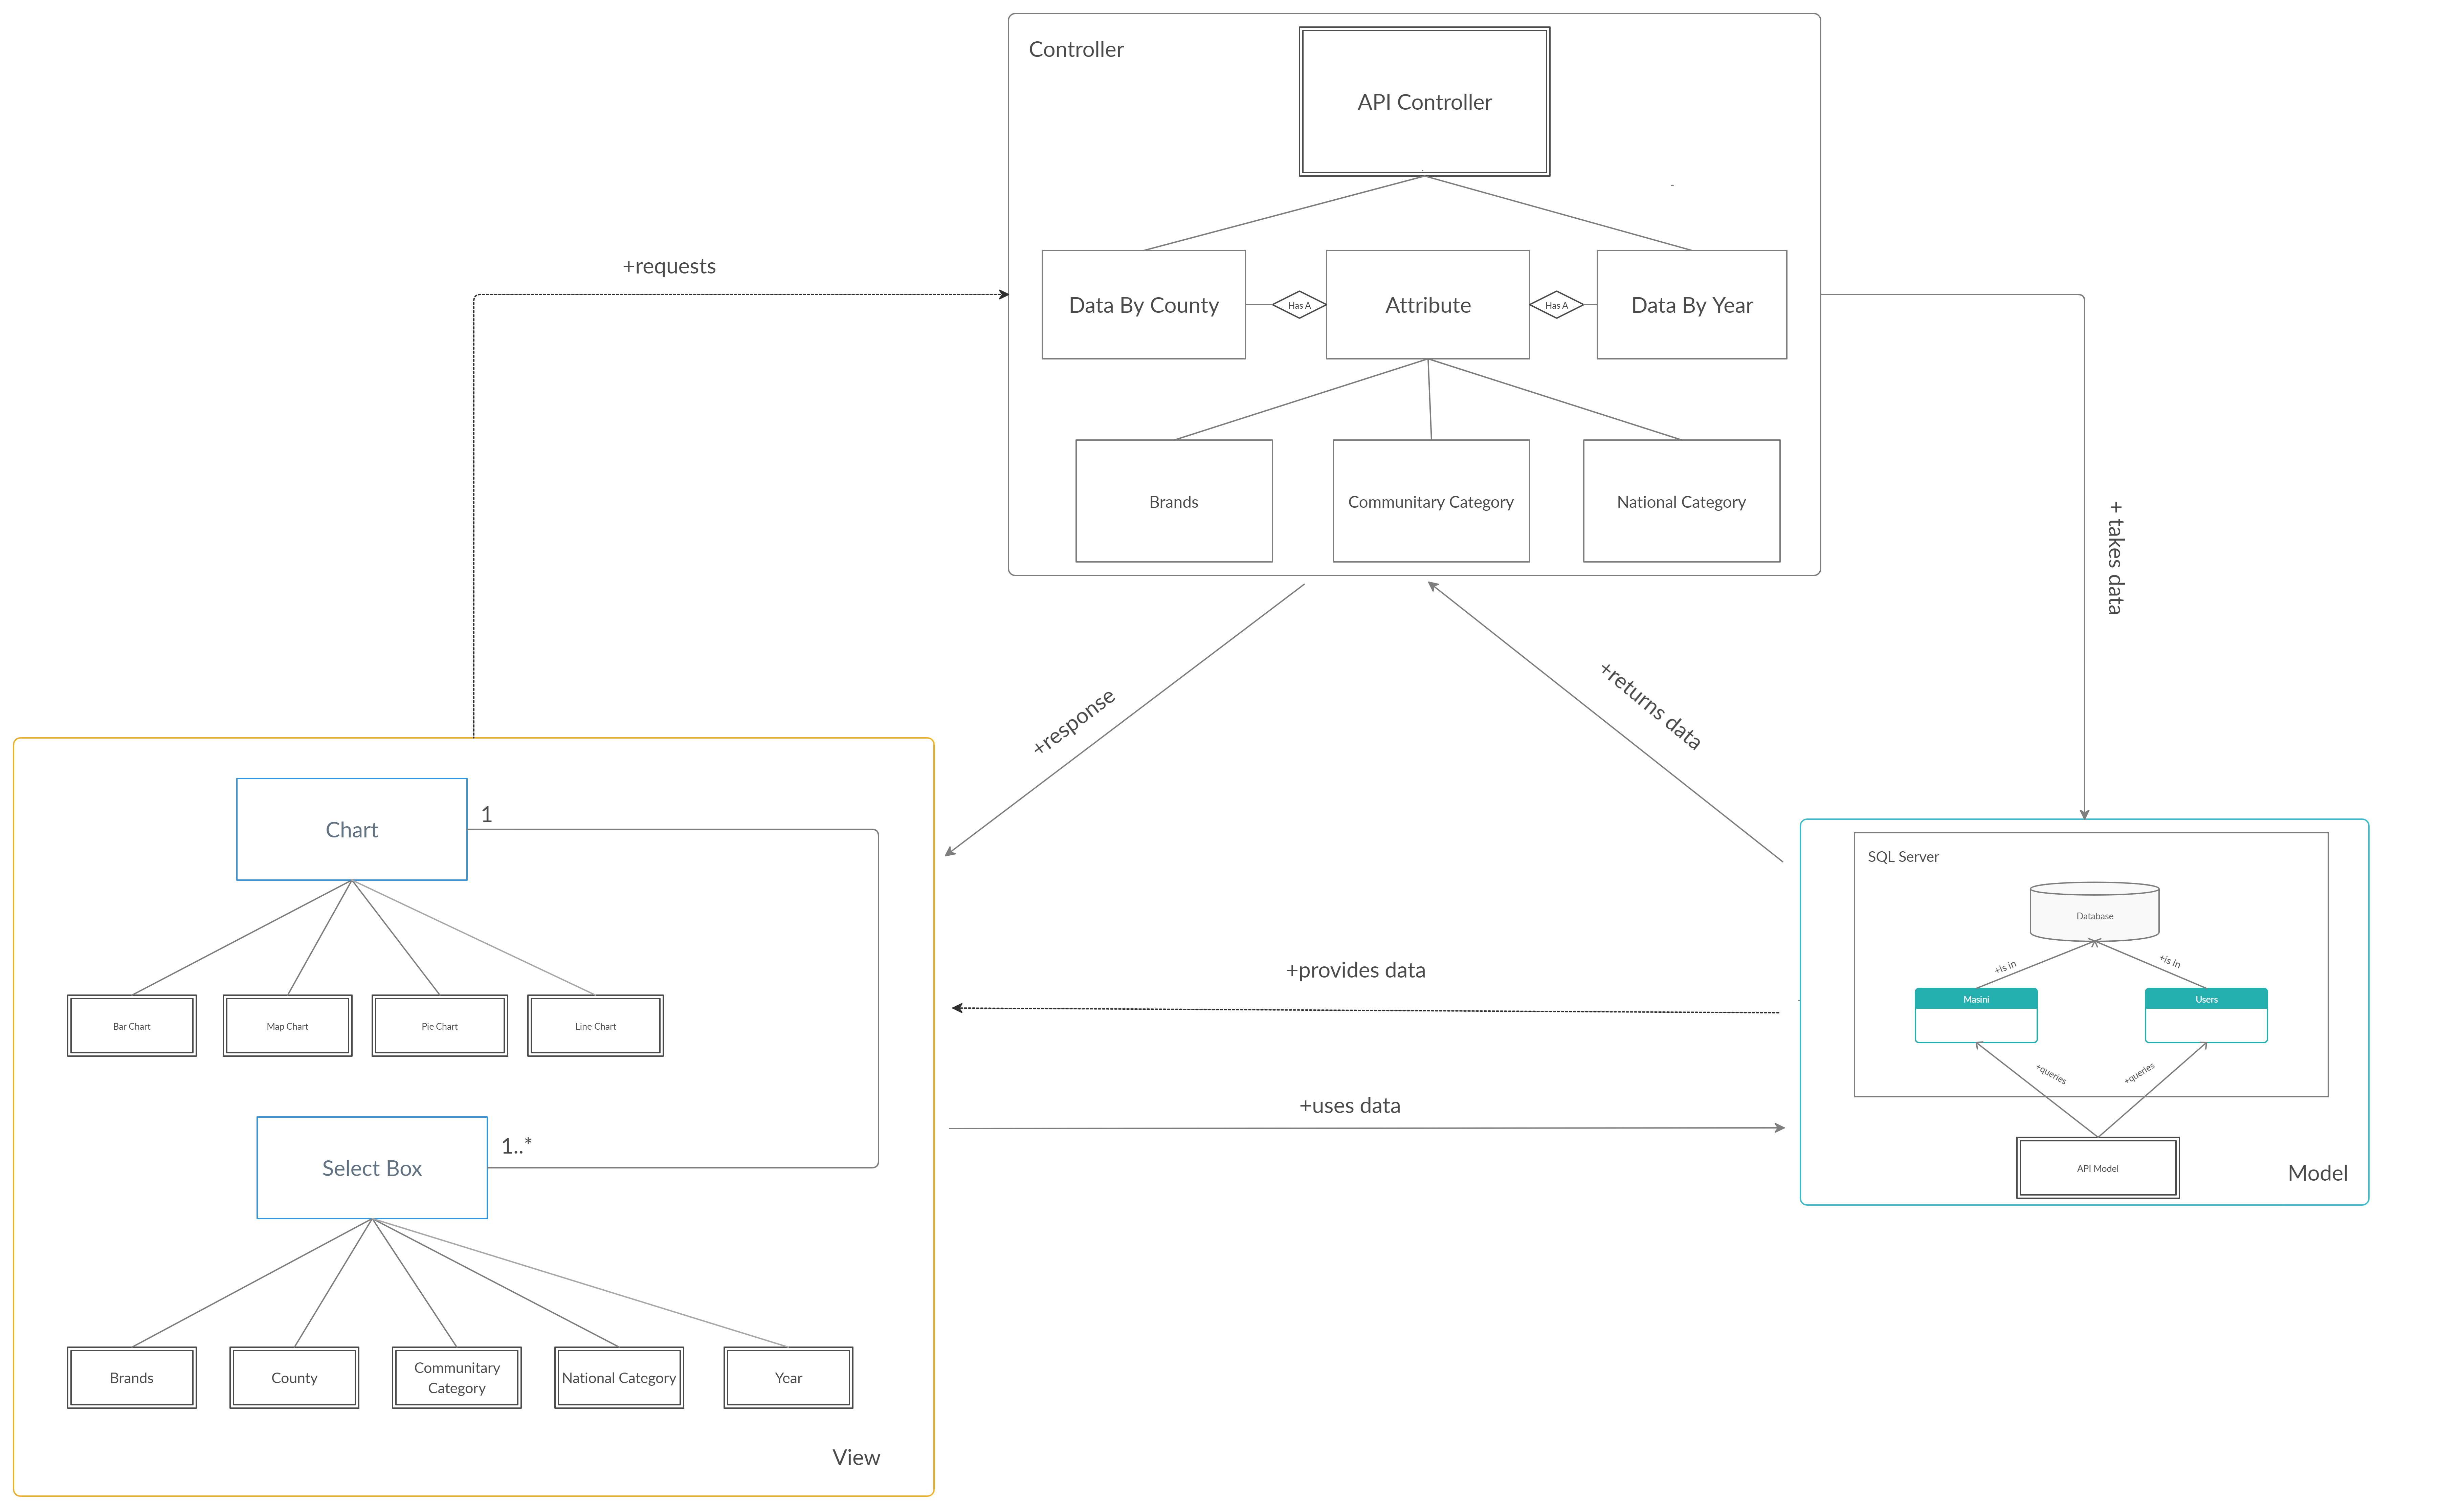 Controller
API Controller
+requests
Data By County
Has A
Attribute
Has A
Data By Year
Brands
Communitary Category
National Category
+ takes data
+response
+returns data
Chart
1
Bar Chart
Map Chart
Pie Chart
Line Chart
Select Box
1..*
Brands
County
Communitary
Category
National Category
Year
View
+provides data
+uses data
SQL Server
Database
+is in
+is in
Masini
Users
+queries
+queries
API Model
Model